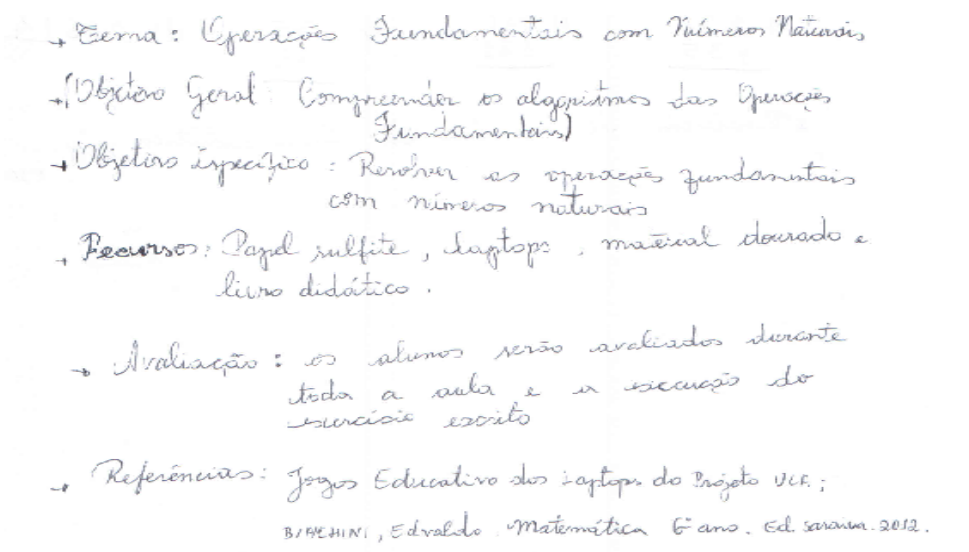 → Tema: Operações Fundamentais com Números Naturais
→ (Objetivo Geral Compreender os algoritmos das Operações
Fundamentais)
→ Objetivo específico: Resolver as operações fundamentais
com números naturais
→ Recursos: Papel sulfite, laptops, material dourado e
livro didático.
→ Avaliação: os alunos serão avaliados durante
toda a aula e a execução do
exercício escrito
→ Referências: Jogos Educativo dos laptops do Projeto UCA;
BIANCHINI, Edvaldo. Matemática 6º ano. Ed. Saraiva. 2012.